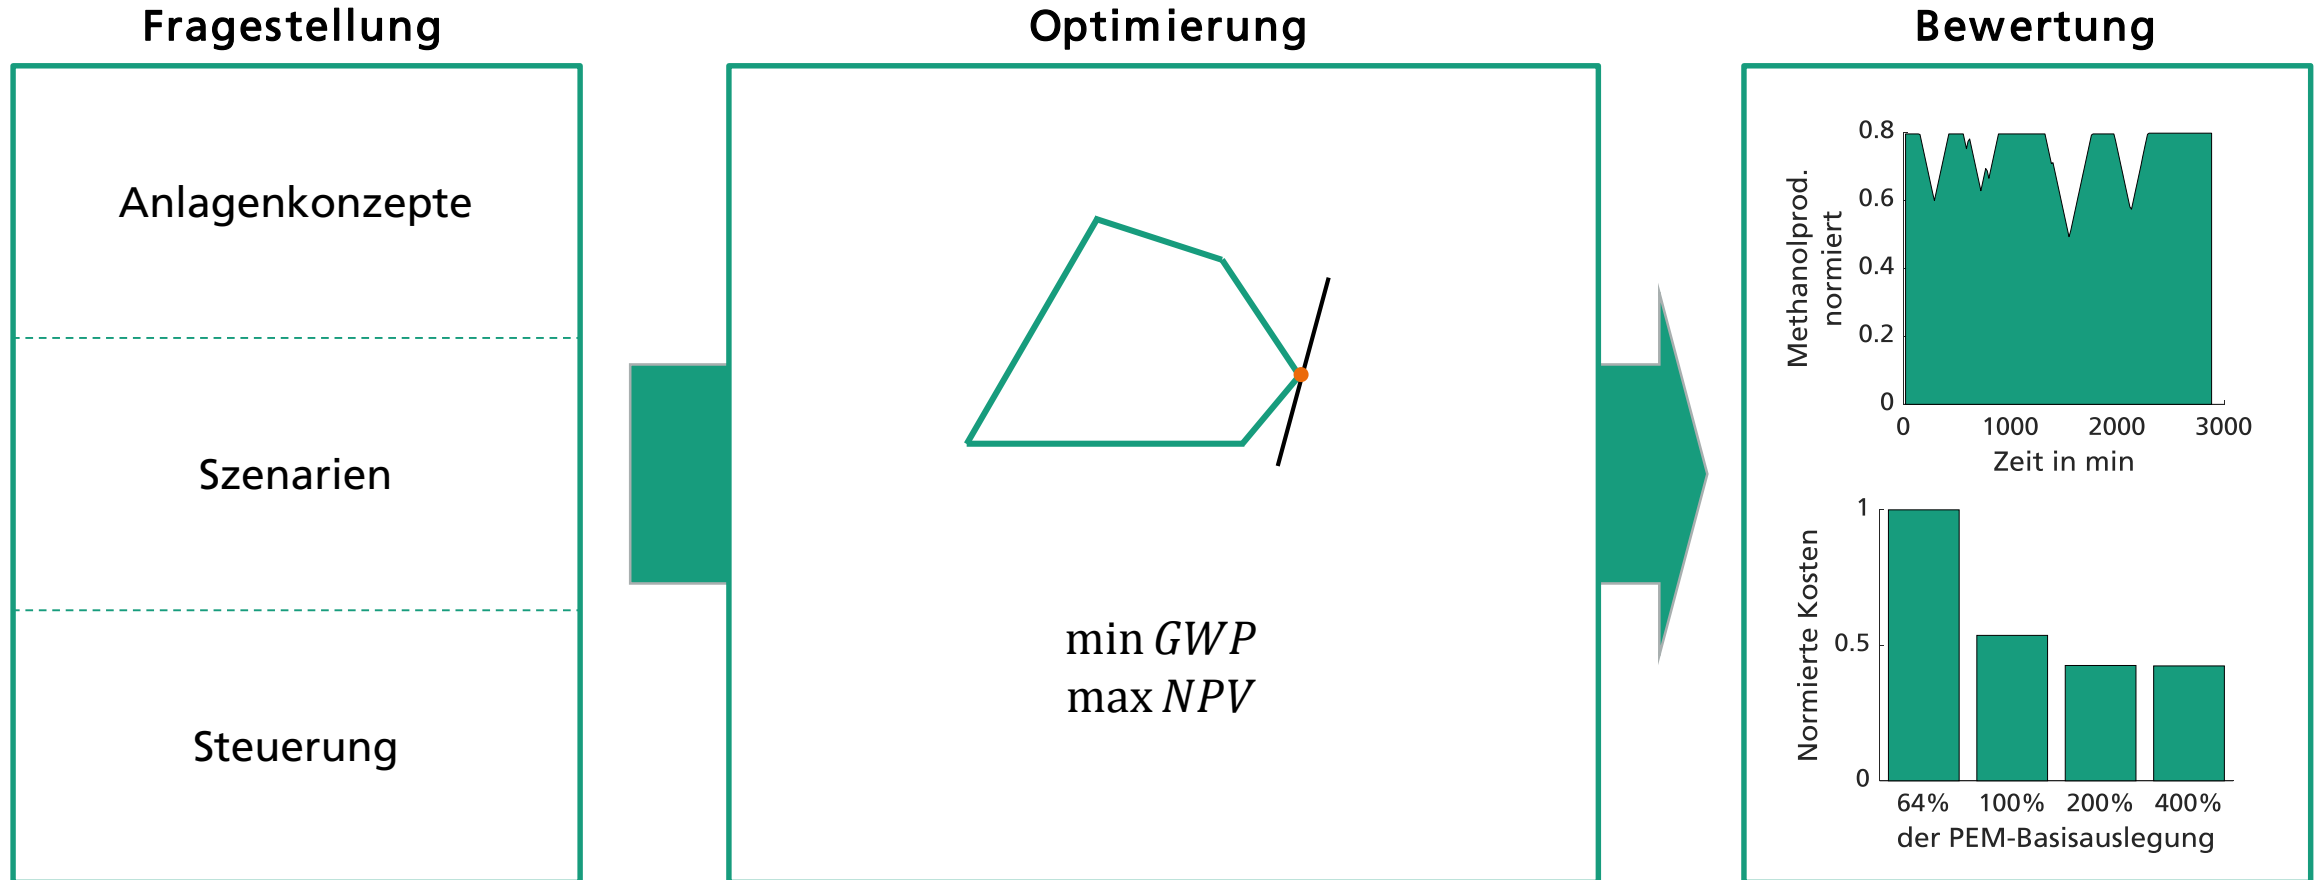 Fragestellung
Anlagenkonzepte
Szenarien
Steuerung
Optimierung
min GWP
max NPV
Bewertung
Methanolprod.
normiert
0.8
0.6
0.4
0.2
0
0 1000 2000 3000
Zeit in min
Normierte Kosten
1
0.5
0
64% 100% 200% 400%
der PEM-Basisauslegung